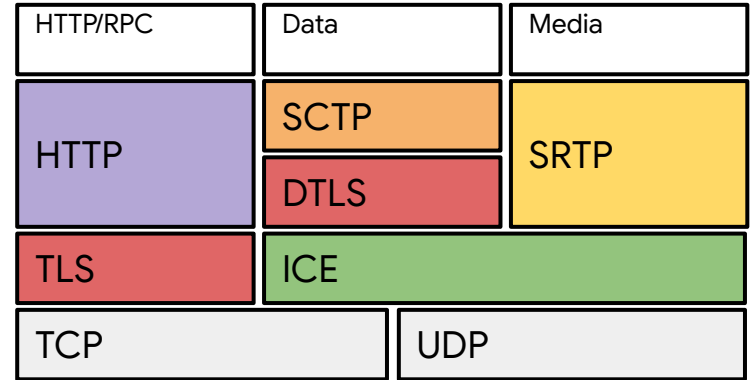 HTTP/RPC
Data
Media
HTTP
SCTP
DTLS
SRTP
TLS
ICE
TCP
UDP